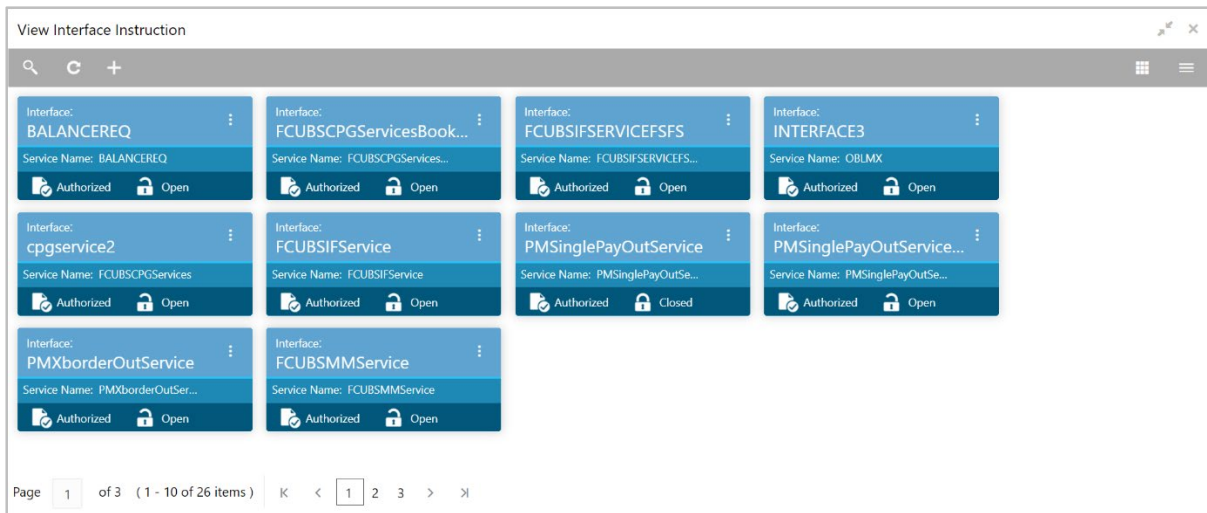 View Interface Instruction
Interface:
BALANCEREQ
Service Name: BALANCEREQ
Authorized Open
Interface:
FCUBSCPGServicesBook...
Service Name: FCUBSCPGServices...
Authorized Open
Interface:
FCUBSIFSERVICEFSFS
Service Name: FCUBSIFSERVICEFS...
Authorized Open
Interface:
INTERFACE3
Service Name: OBLMX
Authorized Open
Interface:
cpgservice2
Service Name: FCUBSCPGServices
Authorized Open
Interface:
FCUBSIFService
Service Name: FCUBSIFService
Authorized Open
Interface:
PMSinglePayOutService
Service Name: PMSinglePayOutSe...
Authorized Closed
Interface:
PMSinglePayOutService...
Service Name: PMSinglePayOutSe...
Authorized Open
Interface:
PMXborderOutService
Service Name: PMXborderOutSer...
Authorized Open
Interface:
FCUBSMMService
Service Name: FCUBSMMService
Authorized Open
Page 1 of 3 ( 1 - 10 of 26 items ) 1 2 3